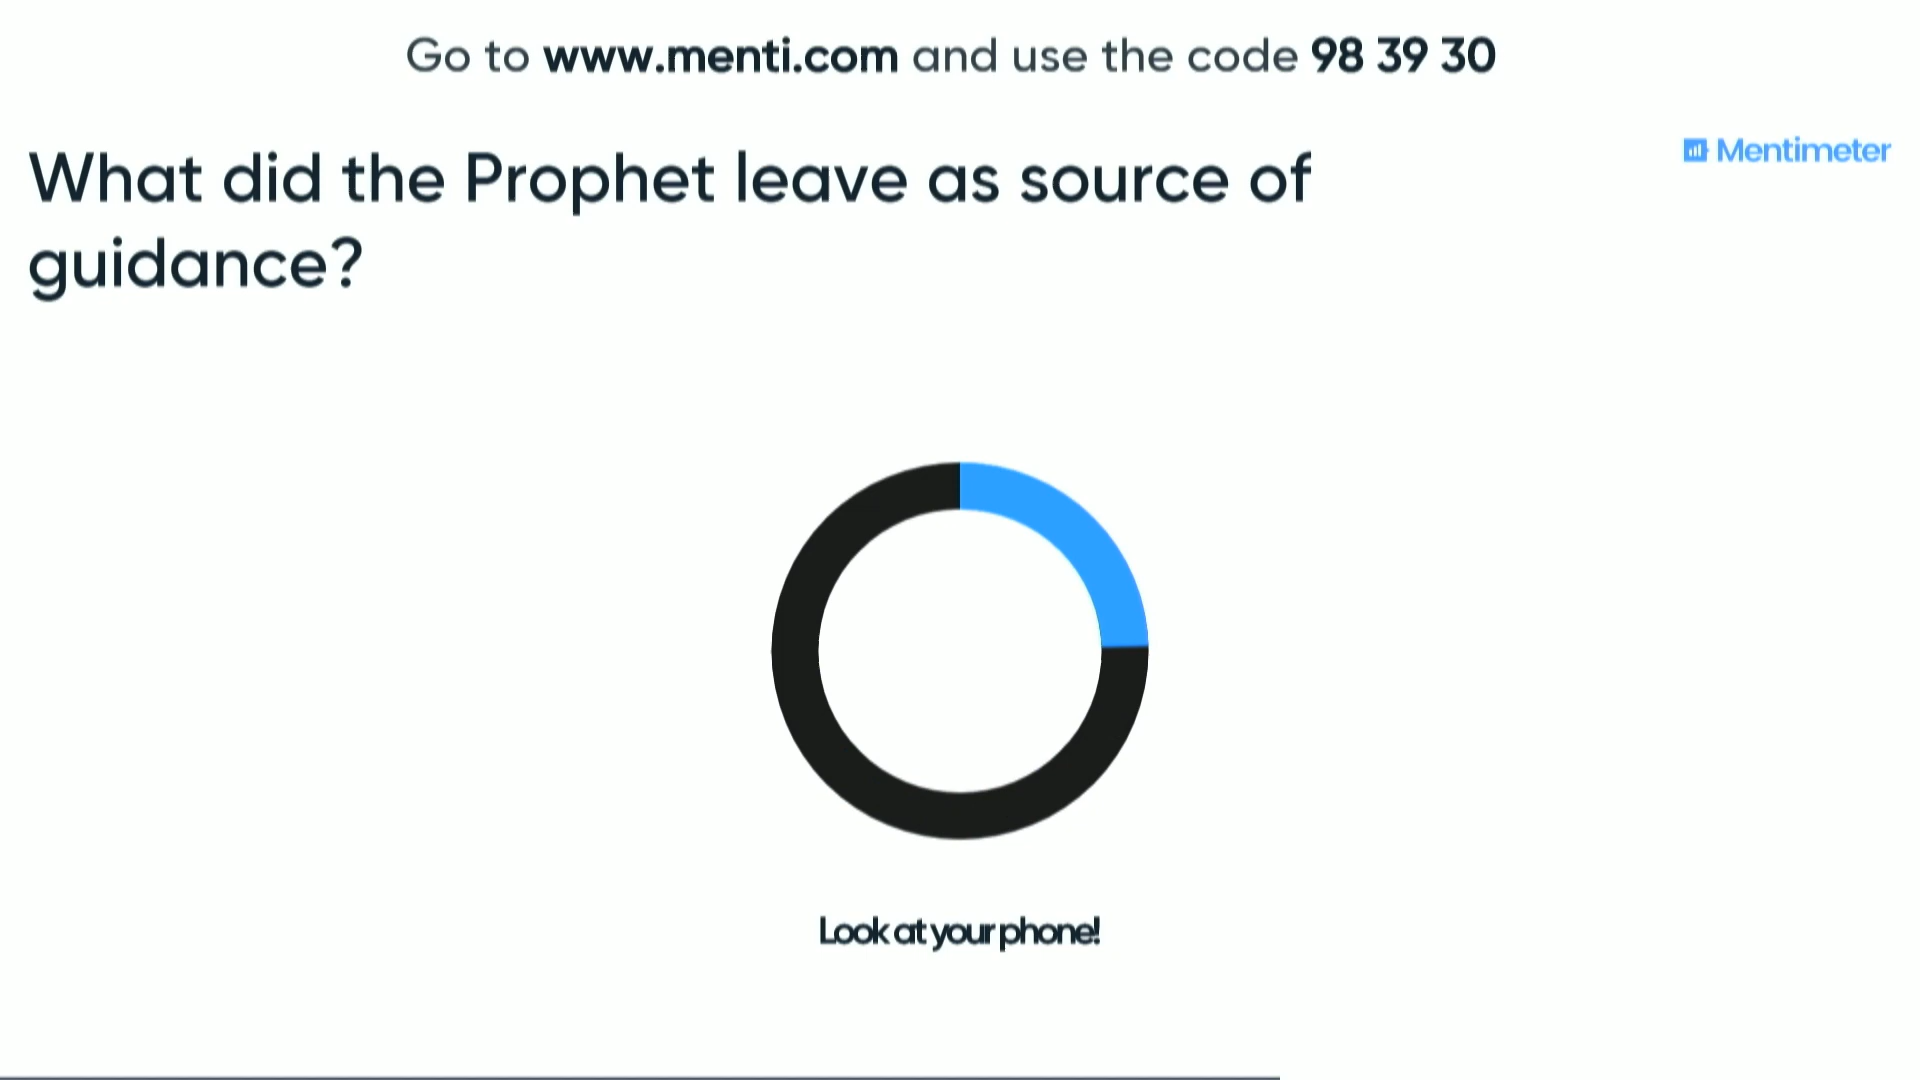 Go to www.menti.com and use the code 98 39 30
Mentimeter
What did the Prophet leave as source of
guidance?
Look at your phone!